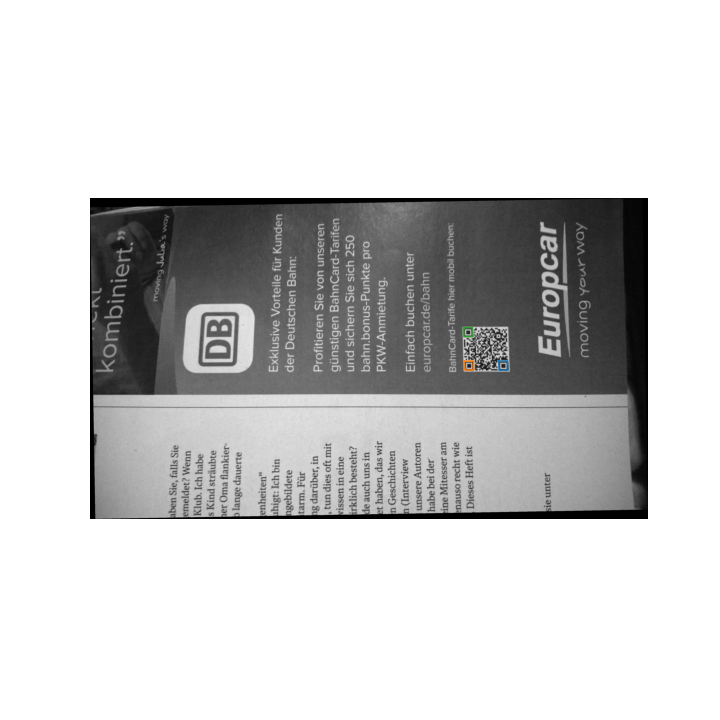 kombiniert.”
moving Julia's way
DB
Exklusive Vorteile für Kunden
der Deutschen Bahn:
Profitieren Sie von unseren
günstigen BahnCard-Tarifen
und sichern Sie sich 250
bahn.bonus-Punkte pro
PKW-Anmietung.
Einfach buchen unter
europcar.de/bahn
BahnCard-Tarife hier mobil buchen:
Europcar
moving your way
aben Sie, falls Sie
emeldet? Wenn
Klub. Ich habe
s Kind sträubte
er Oma flankier-
o lange dauerte
enheiten“
uhigt: Ich bin
ngebildete
tarm. Für
ng darüber, in
tun dies oft mit
wissen in eine
irklich besteht?
de auch uns in
et haben, das wir
n Geschichten
n (Interview
unsere Autoren
habe bei der
ine Mitesser am
enauso recht wie
Dieses Heft ist
sie unter